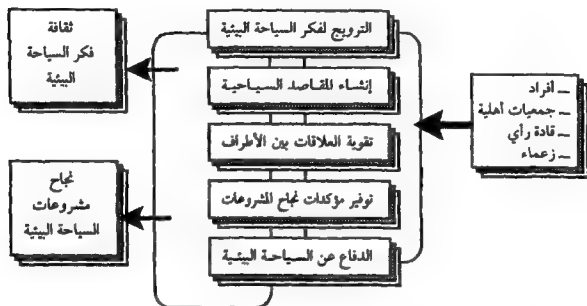 ـ أفراد
ـ جمعيات أهلية
ـ قادة رأي
ـ زعماء
الترويج لفكر السياحة البيئية
إنشاء المقاصد السياحية
تقوية العلاقات بين الأطراف
توفير مؤكدات نجاح المشروعات
الدفاع عن السياحة البيئية
ثقافة
فكر السياحة
البيئية
نجاح
مشروعات
السياحة البيئية